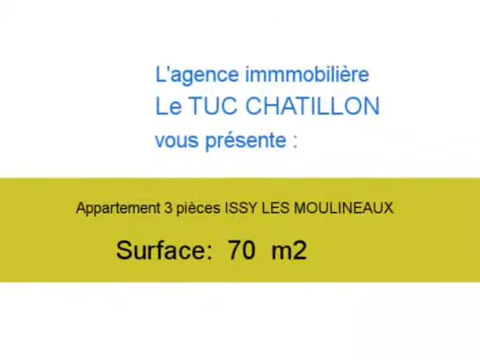 L'agence immmobilière
Le TUC CHATILLON
vous présente :
Appartement 3 pièces ISSY LES MOULINEAUX
Surface: 70 m2